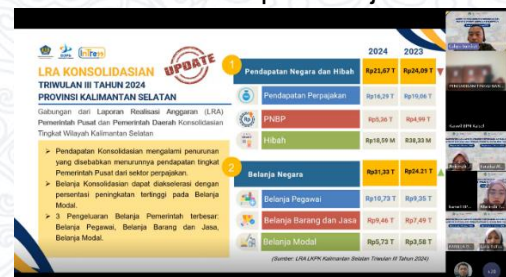 InTress
UPDATE
LRA KONSOLIDASIAN
TRIWULAN III TAHUN 2024
PROVINSI KALIMANTAN SELATAN
Gabungan dari Laporan Realisasi Anggaran (LRA)
Pemerintah Pusat dan Pemerintah Daerah Konsolidasian
Tingkat Wilayah Kalimantan Selatan
➤ Pendapatan Konsolidasian mengalami penurunan
yang disebabkan menurunnya pendapatan tingkat
Pemerintah Pusat dari sektor perpajakan.
➤ Belanja Konsolidasian dapat diakselerasi dengan
persentasi peningkatan tertinggi pada Belanja
Modal.
➤ 3 Pengeluaran Belanja Pemerintah terbesar:
Belanja Pegawai, Belanja Barang dan Jasa,
Belanja Modal.
2024 2023
1 Pendapatan Negara dan Hibah Rp21,67 T Rp24,09 T
Pendapatan Perpajakan Rp16,29 T Rp19,06 T
PNBP Rp5,36 T Rp4,99 T
Hibah Rp18,59 M R38,33 M
2 Belanja Negara Rp31,33 T Rp24.21 T
Belanja Pegawai Rp10,73 T Rp9,35 T
Belanja Barang dan Jasa Rp9,46 T Rp7,49 T
Belanja Modal Rp5,73 T Rp3,58 T
(Sumber: LRA LKPK Kalimantan Selatan Triwulan III Tahun 2024)